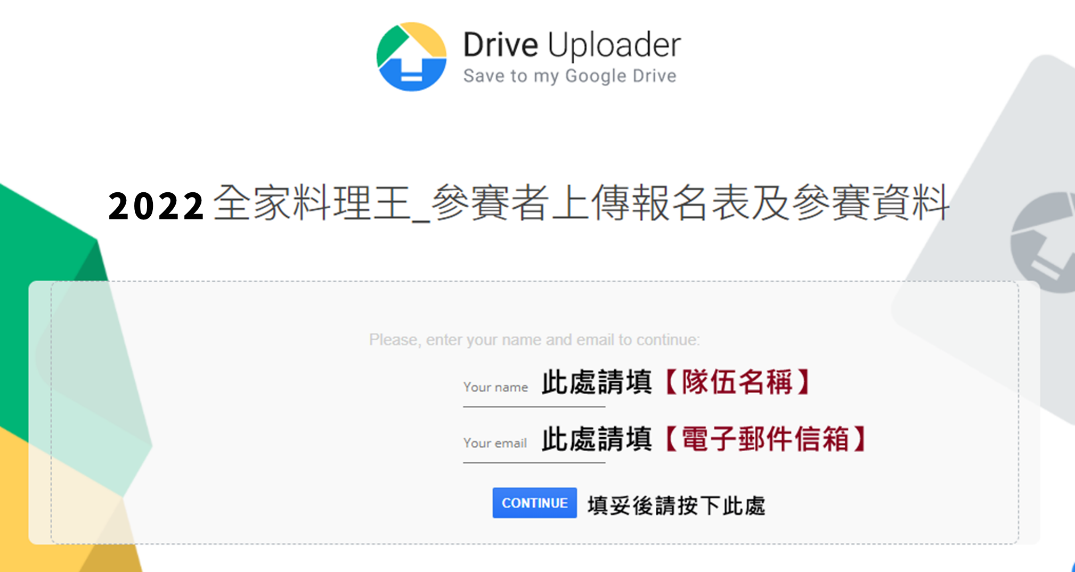 Drive Uploader
Save to my Google Drive
2022 全家料理王_參賽者上傳報名表及參賽資料
Please, enter your name and email to continue:
Your name 此處請填【隊伍名稱】
Your email 此處請填【電子郵件信箱】
CONTINUE 填妥後請按下此處